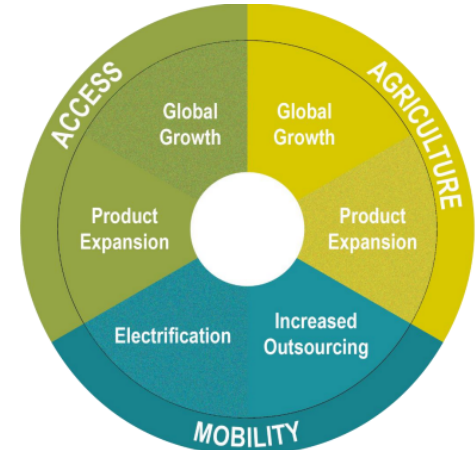 ACCESS
Global
Growth
Product
Expansion
AGRICULTURE
Global
Growth
Product
Expansion
Electrification
Increased
Outsourcing
MOBILITY